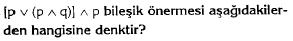 [p ∨ (p ∧ q)] ∧ p bileşik önermesi aşağıdakiler-
den hangisine denktir?